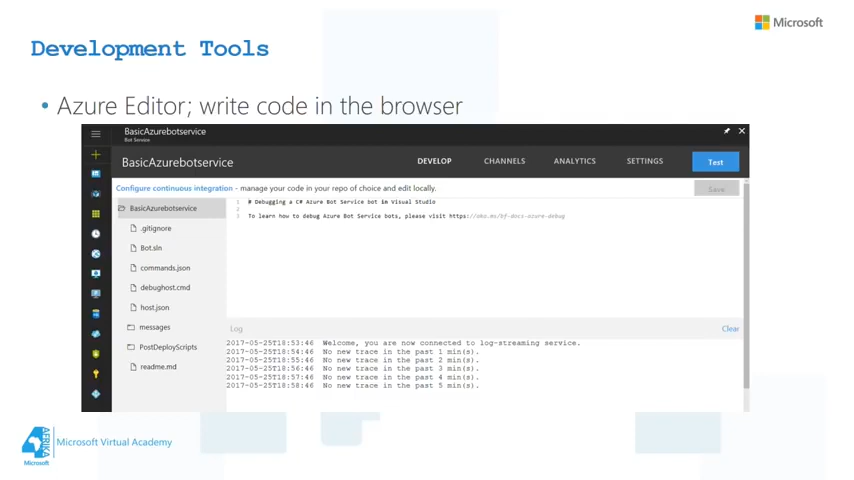 Microsoft
Development Tools
• Azure Editor; write code in the browser
BasicAzurebotservice
Bot Service
BasicAzurebotservice
DEVELOP
CHANNELS
ANALYTICS
SETTINGS
Test
Configure continuous integration - manage your code in your repo of choice and edit locally.
Save
BasicAzurebotservice
.gitignore
Bot.sln
commands.json
debughost.cmd
host.json
messages
PostDeployScripts
readme.md
1 # Debugging a C# Azure Bot Service bot in Visual Studio
2
3 To learn how to debug Azure Bot Service bots, please visit https://aka.ms/bf-docs-azure-debug
Log
Clear
2017-05-25T18:53:46 Welcome, you are now connected to log-streaming service.
2017-05-25T18:54:46 No new trace in the past 1 min(s).
2017-05-25T18:55:46 No new trace in the past 2 min(s).
2017-05-25T18:56:46 No new trace in the past 3 min(s).
2017-05-25T18:57:46 No new trace in the past 4 min(s).
2017-05-25T18:58:46 No new trace in the past 5 min(s).
4AFRIKA
Microsoft
Microsoft Virtual Academy